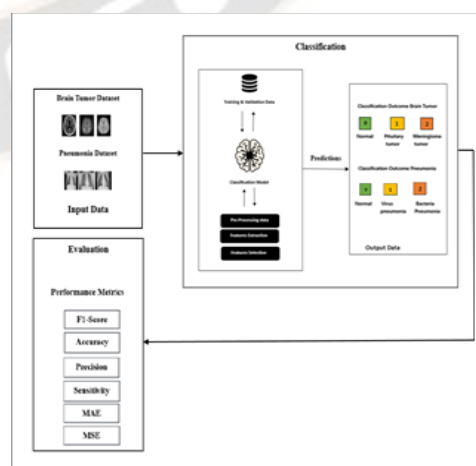 Classification
Brain Tumor Dataset
Pneumonia Dataset
Input Data
Training & Validation Data
Classification Model
Pre-Processing data
Features Extraction
Features Selection
Predictions
Classification Outcome Brain Tumor
0 1 2
Normal Pituitary Meningioma
tumor tumor
Classification Outcome Pneumonia
0 1 2
Normal Virus Bacteria
pneumonia Pneumonia
Output Data
Evaluation
Performance Metrics
F1-Score
Accuracy
Precision
Sensitivity
MAE
MSE